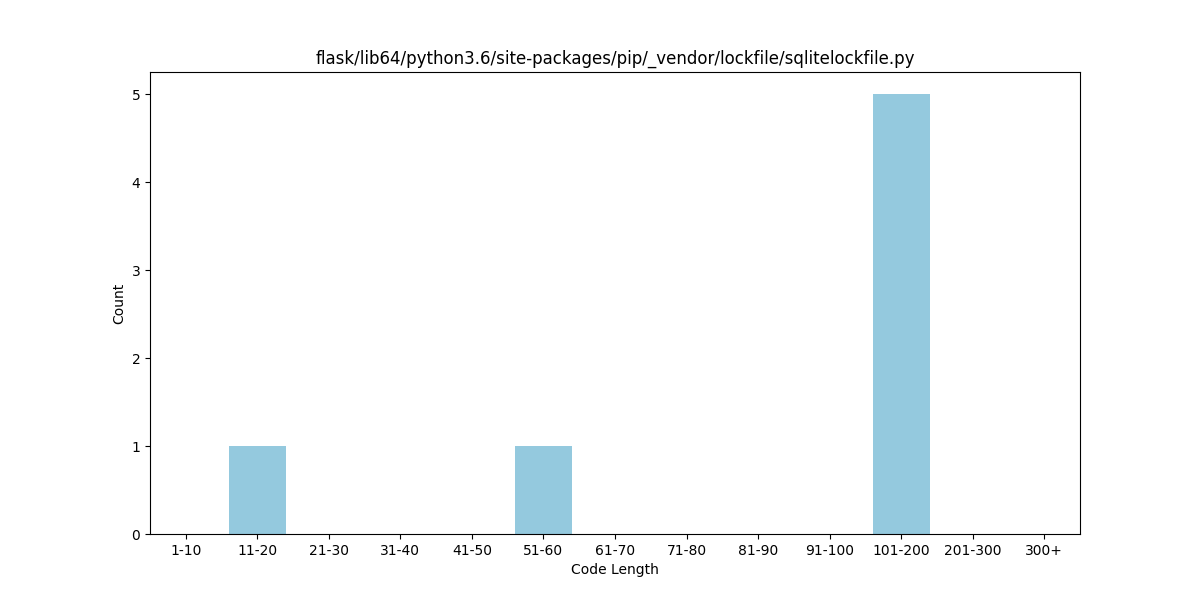 flask/lib64/python3.6/site-packages/pip/_vendor/lockfile/sqlitelockfile.py
5
4
3
2
1
0
Count
1-10 11-20 21-30 31-40 41-50 51-60 61-70 71-80 81-90 91-100 101-200 201-300 300+
Code Length